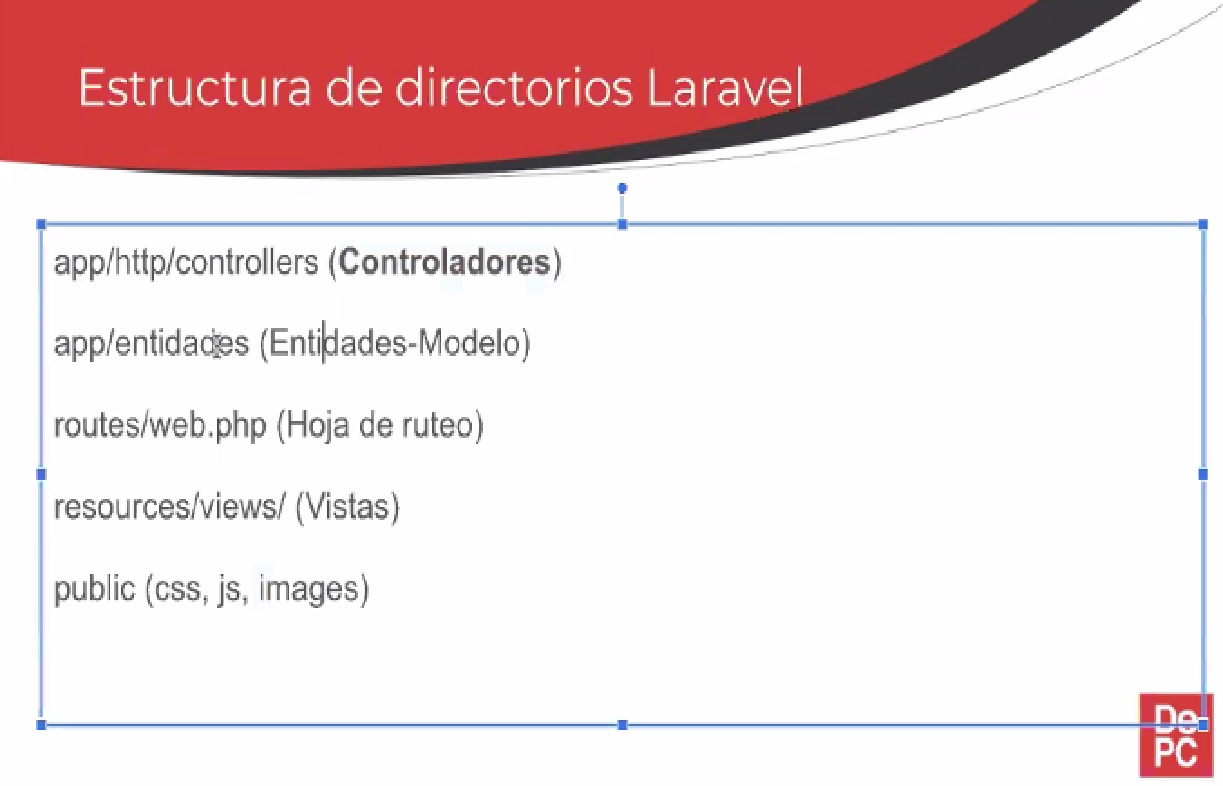 Estructura de directorios Laravel
app/http/controllers (Controladores)
app/entidades (Entidades-Modelo)
routes/web.php (Hoja de ruteo)
resources/views/ (Vistas)
public (css, js, images)
De
PC